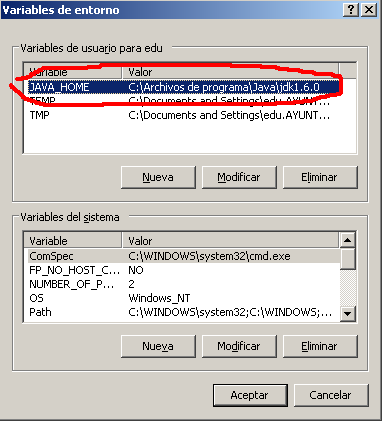 Variables de entorno
Variables de usuario para edu
Variable Valor
JAVA_HOME C:\Archivos de programa\Java\jdk1.6.0
TEMP C:\Documents and Settings\edu.AYUNT...
TMP C:\Documents and Settings\edu.AYUNT...
Nueva Modificar Eliminar
Variables del sistema
Variable Valor
ComSpec C:\WINDOWS\system32\cmd.exe
FP_NO_HOST_C... NO
NUMBER_OF_P... 2
OS Windows_NT
Path C:\WINDOWS\system32;C:\WINDOWS;...
Nueva Modificar Eliminar
Aceptar Cancelar